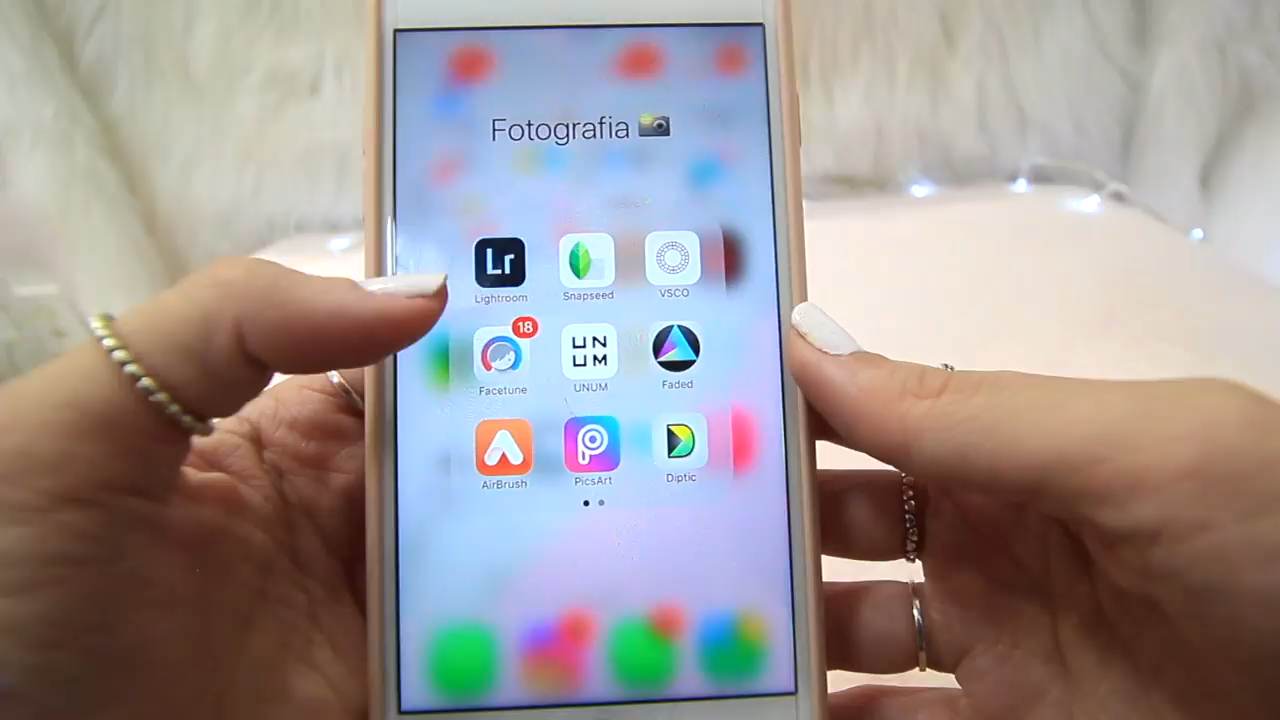 Fotografia
Lr
Lightroom
Snapseed
VSCO
18
Facetune
UN
UM
UNUM
Faded
AirBrush
PicsArt
Diptic